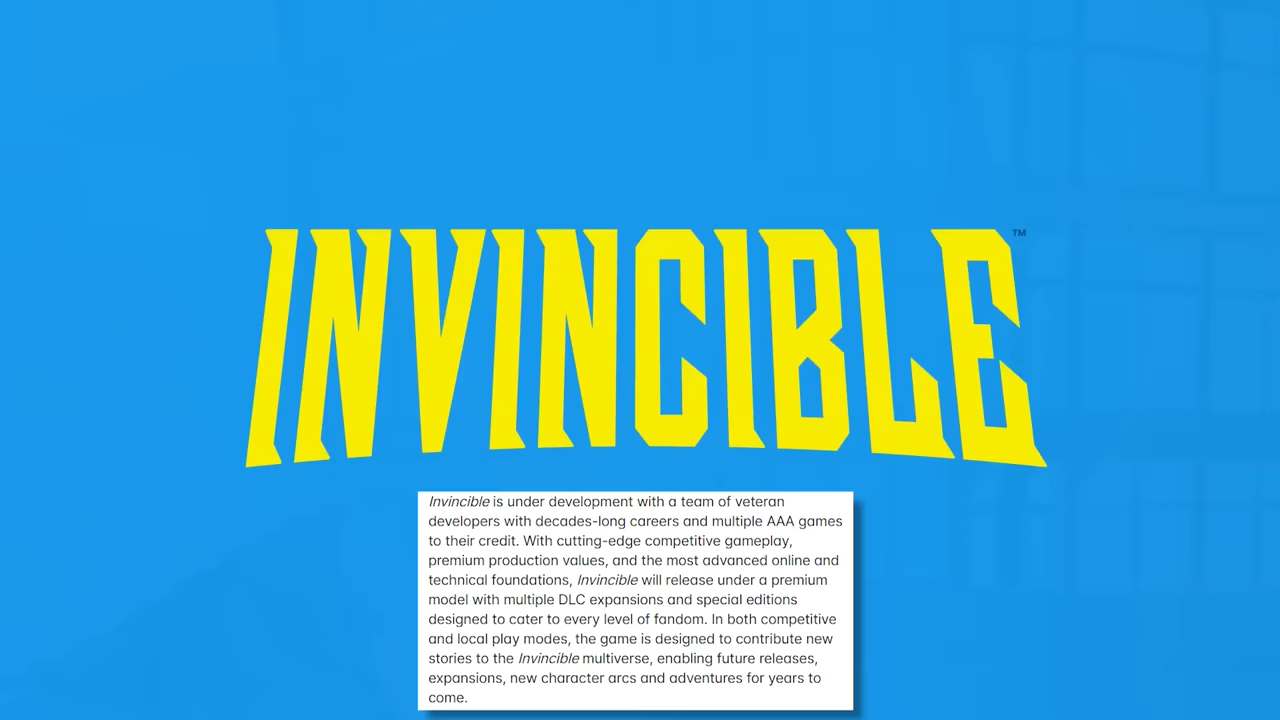 INVINCIBLE™
Invincible is under development with a team of veteran
developers with decades-long careers and multiple AAA games
to their credit. With cutting-edge competitive gameplay,
premium production values, and the most advanced online and
technical foundations, Invincible will release under a premium
model with multiple DLC expansions and special editions
designed to cater to every level of fandom. In both competitive
and local play modes, the game is designed to contribute new
stories to the Invincible multiverse, enabling future releases,
expansions, new character arcs and adventures for years to
come.